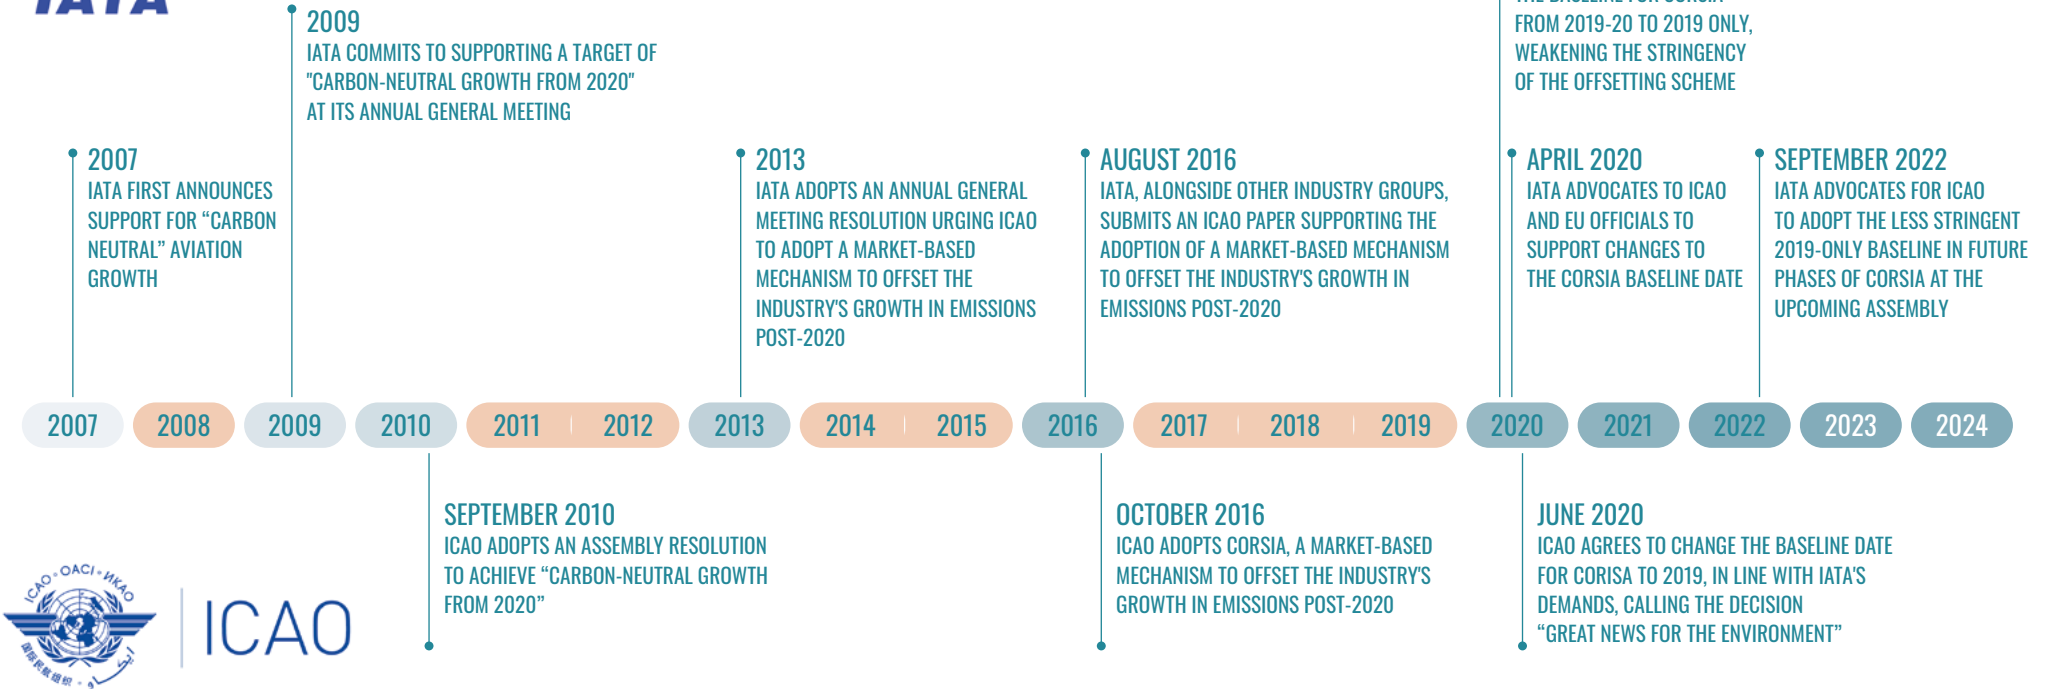 IATA
2009
IATA COMMITS TO SUPPORTING A TARGET OF
"CARBON-NEUTRAL GROWTH FROM 2020"
AT ITS ANNUAL GENERAL MEETING
FROM 2019-20 TO 2019 ONLY,
WEAKENING THE STRINGENCY
OF THE OFFSETTING SCHEME
2007
IATA FIRST ANNOUNCES
SUPPORT FOR “CARBON
NEUTRAL” AVIATION
GROWTH
2013
IATA ADOPTS AN ANNUAL GENERAL
MEETING RESOLUTION URGING ICAO
TO ADOPT A MARKET-BASED
MECHANISM TO OFFSET THE
INDUSTRY'S GROWTH IN EMISSIONS
POST-2020
AUGUST 2016
IATA, ALONGSIDE OTHER INDUSTRY GROUPS,
SUBMITS AN ICAO PAPER SUPPORTING THE
ADOPTION OF A MARKET-BASED MECHANISM
TO OFFSET THE INDUSTRY'S GROWTH IN
EMISSIONS POST-2020
APRIL 2020
IATA ADVOCATES TO ICAO
AND EU OFFICIALS TO
SUPPORT CHANGES TO
THE CORSIA BASELINE DATE
SEPTEMBER 2022
IATA ADVOCATES FOR ICAO
TO ADOPT THE LESS STRINGENT
2019-ONLY BASELINE IN FUTURE
PHASES OF CORSIA AT THE
UPCOMING ASSEMBLY
2007 2008 2009 2010 2011 2012 2013 2014 2015 2016 2017 2018 2019 2020 2021 2022 2023 2024
SEPTEMBER 2010
ICAO ADOPTS AN ASSEMBLY RESOLUTION
TO ACHIEVE “CARBON-NEUTRAL GROWTH
FROM 2020”
OCTOBER 2016
ICAO ADOPTS CORSIA, A MARKET-BASED
MECHANISM TO OFFSET THE INDUSTRY'S
GROWTH IN EMISSIONS POST-2020
JUNE 2020
ICAO AGREES TO CHANGE THE BASELINE DATE
FOR CORISA TO 2019, IN LINE WITH IATA'S
DEMANDS, CALLING THE DECISION
“GREAT NEWS FOR THE ENVIRONMENT”
ICAO OACI ИКАО
国际民航组织
ICAO